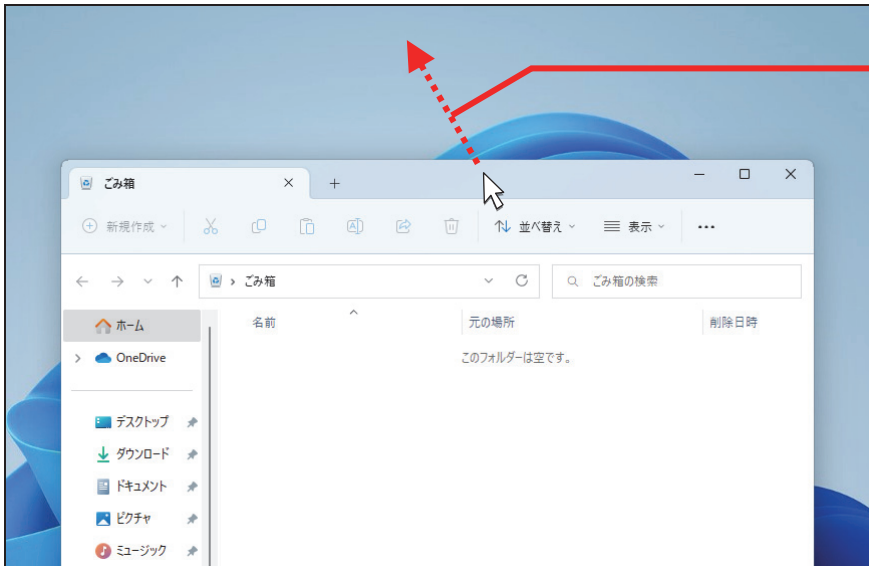 ごみ箱
新規作成
並べ替え
表示
ごみ箱
ごみ箱の検索
ホーム
OneDrive
デスクトップ
ダウンロード
ドキュメント
ピクチャ
ミュージック
名前
元の場所
削除日時
このフォルダーは空です。